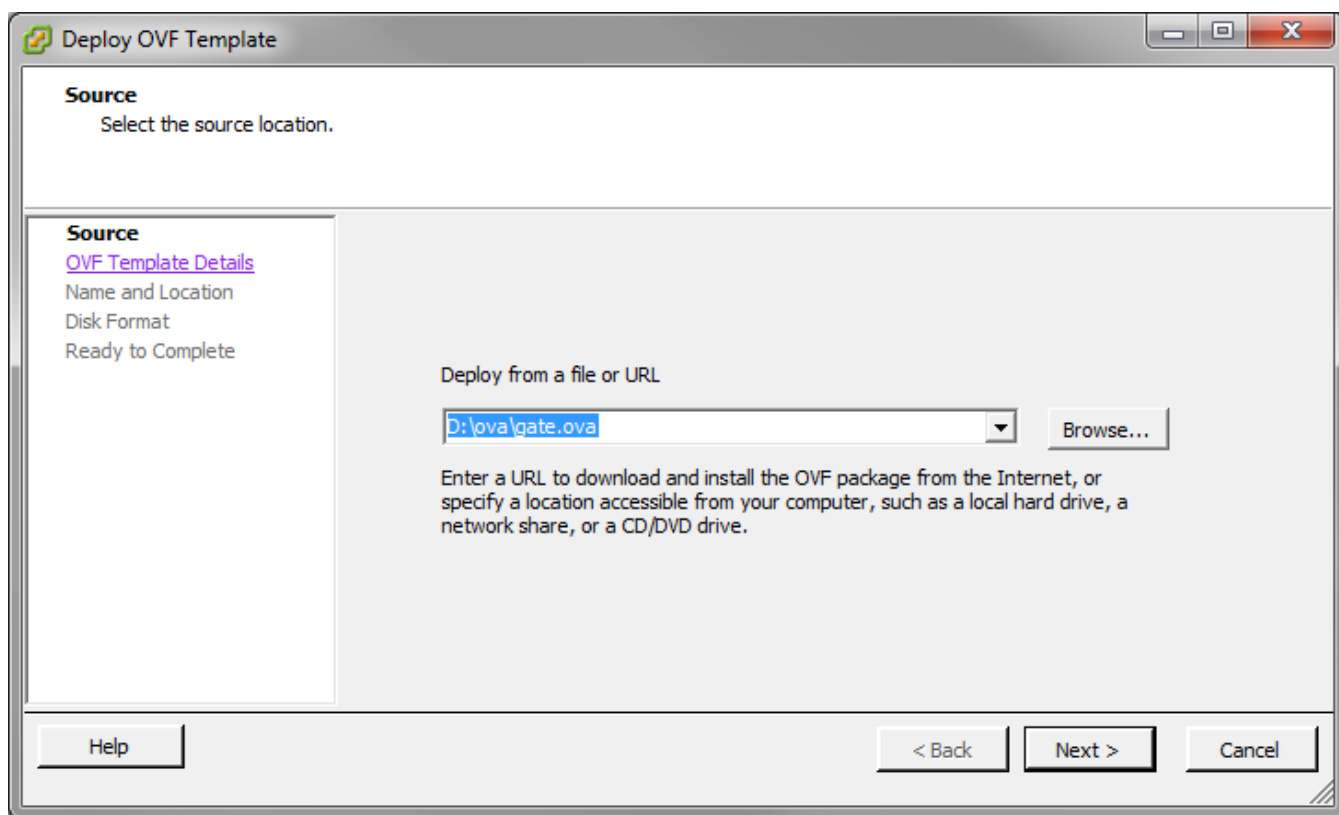 Deploy OVF Template
Source
Select the source location.
Source
OVF Template Details
Name and Location
Disk Format
Ready to Complete
Deploy from a file or URL
D:\ova\gate.ova
Browse...
Enter a URL to download and install the OVF package from the Internet, or
specify a location accessible from your computer, such as a local hard drive, a
network share, or a CD/DVD drive.
Help
< Back
Next >
Cancel